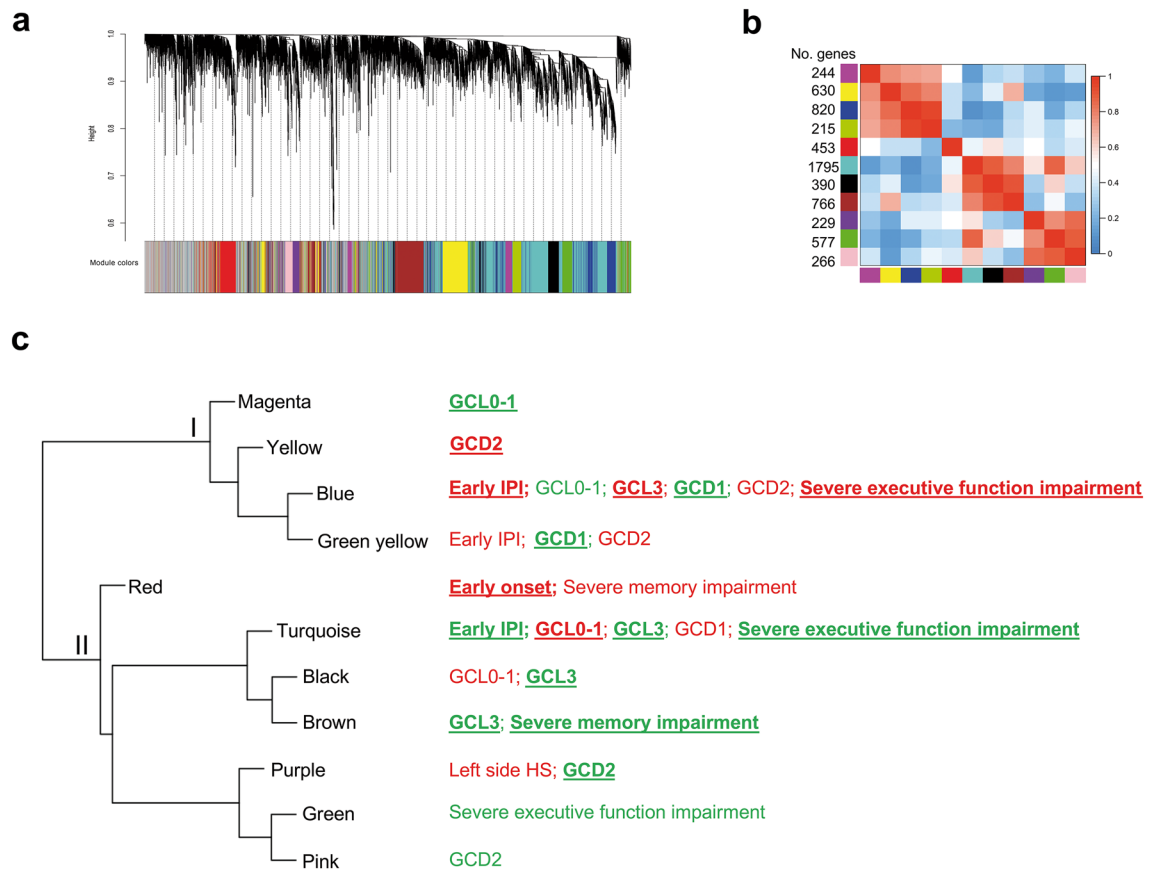 a
1.0
0.9
0.8
0.7
0.6
Height
Module colors
b
No. genes
244
630
820
215
453
1795
390
766
229
577
266
1
0.8
0.6
0.4
0.2
0
c
I
II
Magenta GCL0-1
Yellow GCD2
Blue Early IPI; GCL0-1; GCL3; GCD1; GCD2; Severe executive function impairment
Green yellow Early IPI; GCD1; GCD2
Red Early onset; Severe memory impairment
Turquoise Early IPI; GCL0-1; GCL3; GCD1; Severe executive function impairment
Black GCL0-1; GCL3
Brown GCL3; Severe memory impairment
Purple Left side HS; GCD2
Green Severe executive function impairment
Pink GCD2